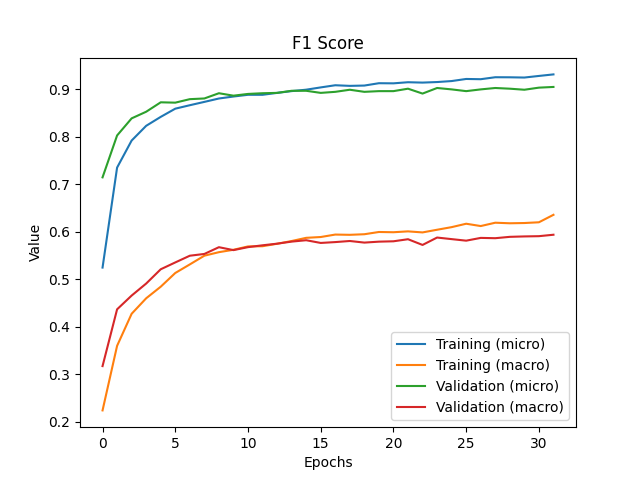 F1 Score
Value
0.9
0.8
0.7
0.6
0.5
0.4
0.3
0.2
0 5 10 15 20 25 30
Epochs
Training (micro)
Training (macro)
Validation (micro)
Validation (macro)